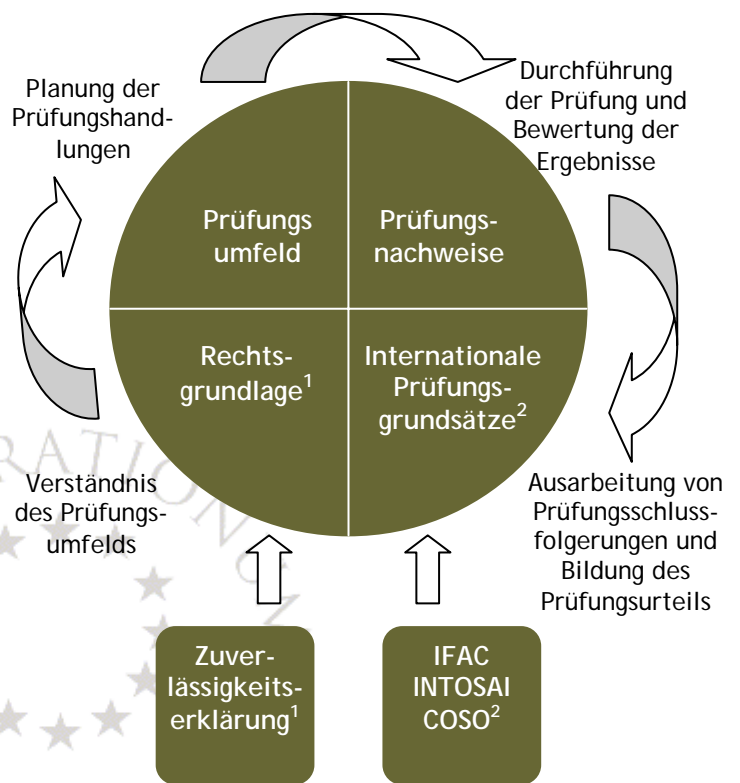 Planung der
Prüfungshand-
lungen
Durchführung
der Prüfung und
Bewertung der
Ergebnisse
Prüfungs
umfeld
Prüfungs-
nachweise
Rechts-
grundlage¹
Internationale
Prüfungs-
grundsätze²
RATIONUM
Verständnis
des Prüfungs-
umfelds
Ausarbeitung von
Prüfungsschluss-
folgerungen und
Bildung des
Prüfungsurteils
Zuver-
lässigkeits-
erklärung¹
IFAC
INTOSAI
COSO²